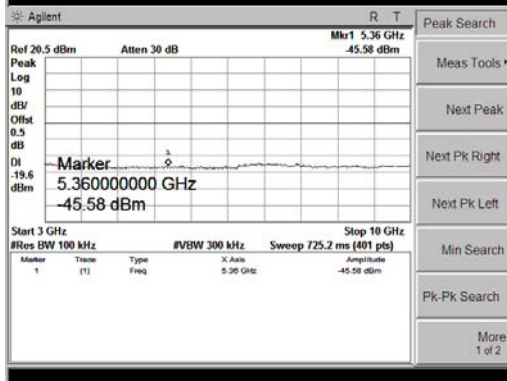 Agilent R T
Mkr1 5.36 GHz
Ref 20.5 dBm Atten 30 dB -45.58 dBm
Peak
Log
10
dB/
Offst
0.5
dB
DI
-19.6
dBm
1
Marker
5.360000000 GHz
-45.58 dBm
Start 3 GHz Stop 10 GHz
#Res BW 100 kHz #VBW 300 kHz Sweep 725.2 ms (401 pts)
Marker Trace Type X Axis Amplitude
1 (1) Freq 5.36 GHz -45.58 dBm
Peak Search
Meas Tools
Next Peak
Next Pk Right
Next Pk Left
Min Search
Pk-Pk Search
More
1 of 2